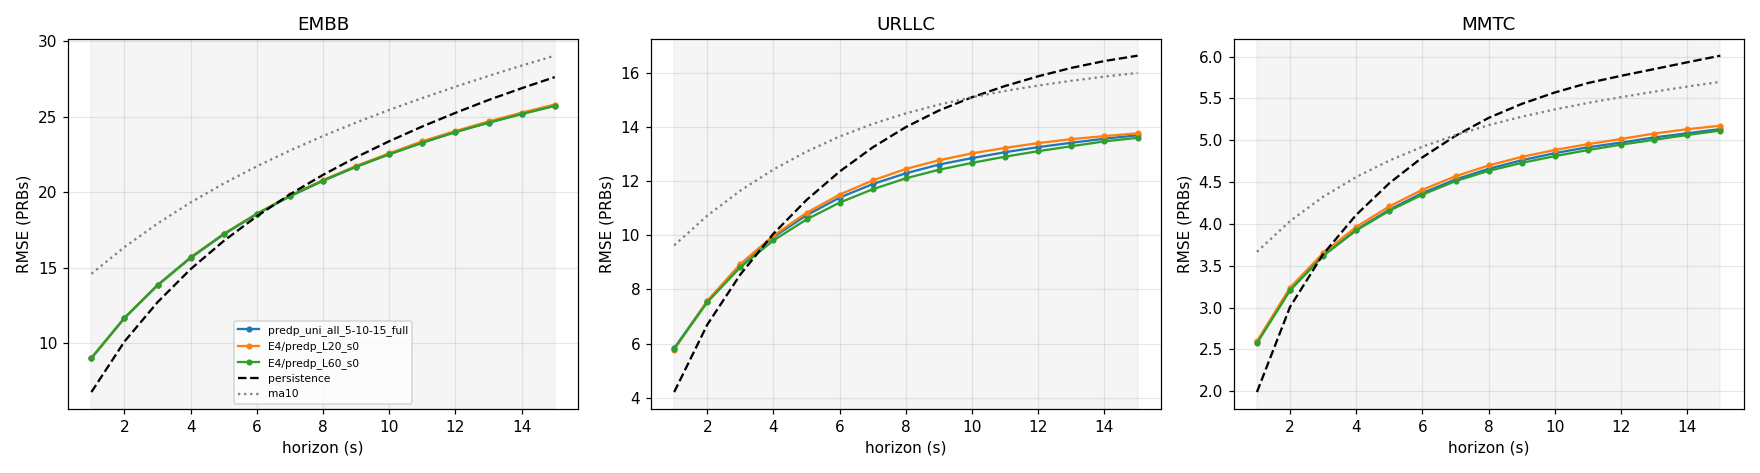 EMBB
30
25
20
15
10
RMSE (PRBs)
2 4 6 8 10 12 14
horizon (s)
predp_uni_all_5-10-15_full
E4/predp_L20_s0
E4/predp_L60_s0
persistence
ma10
URLLC
16
14
12
10
8
6
4
RMSE (PRBs)
2 4 6 8 10 12 14
horizon (s)
MMTC
6.0
5.5
5.0
4.5
4.0
3.5
3.0
2.5
2.0
RMSE (PRBs)
2 4 6 8 10 12 14
horizon (s)